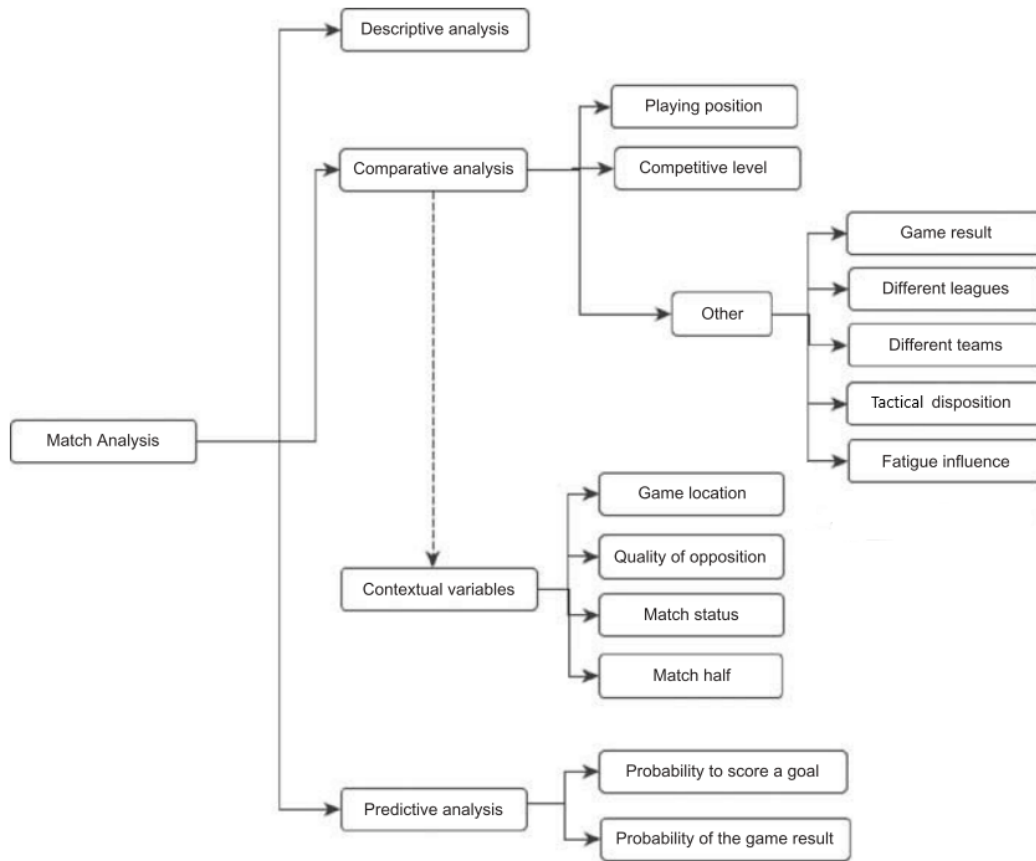 Descriptive analysis
Playing position
Comparative analysis
Competitive level
Game result
Different leagues
Other
Different teams
Tactical disposition
Match Analysis
Fatigue influence
Game location
Quality of opposition
Contextual variables
Match status
Match half
Probability to score a goal
Predictive analysis
Probability of the game result